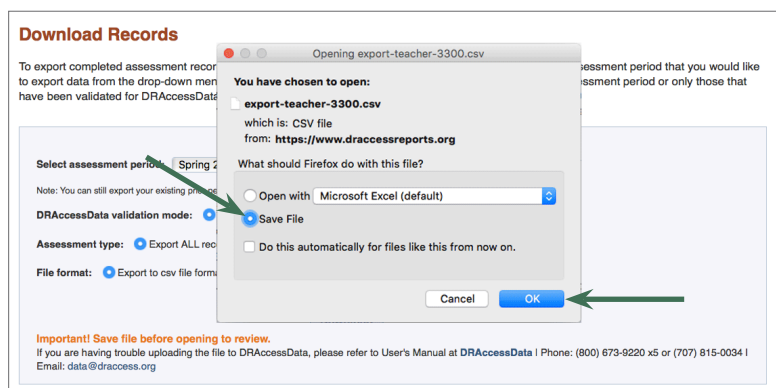 Download Records
Opening export-teacher-3300.csv
To export completed assessment recor
sessment period that you would like
to export data from the drop-down men
ssment period or only those that
have been validated for DRAccessData
You have chosen to open:
export-teacher-3300.csv
which is: CSV file
from: https://www.draccessreports.org
What should Firefox do with this file?
Select assessment period: Spring 2
Note: You can still export your existing prior pe
Open with Microsoft Excel (default)
DRAccessData validation mode:
Save File
Assessment type: Export ALL rec
Do this automatically for files like this from now on.
File format: Export to csv file forma
Cancel OK
Important! Save file before opening to review.
If you are having trouble uploading the file to DRAccessData, please refer to User's Manual at DRAccessData | Phone: (800) 673-9220 x5 or (707) 815-0034 |
Email: data@draccess.org